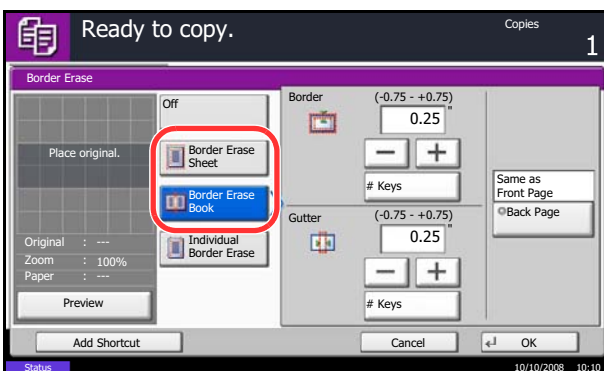 Ready to copy.
Copies
1
Border Erase
Place original.
Original : ---
Zoom : 100%
Paper : ---
Preview
Off
Border Erase
Sheet
Border Erase
Book
Individual
Border Erase
Border
(-0.75 - +0.75)
0.25 "
# Keys
Gutter
(-0.75 - +0.75)
0.25 "
# Keys
Same as
Front Page
Back Page
Add Shortcut
Cancel
OK
Status
10/10/2008 10:10